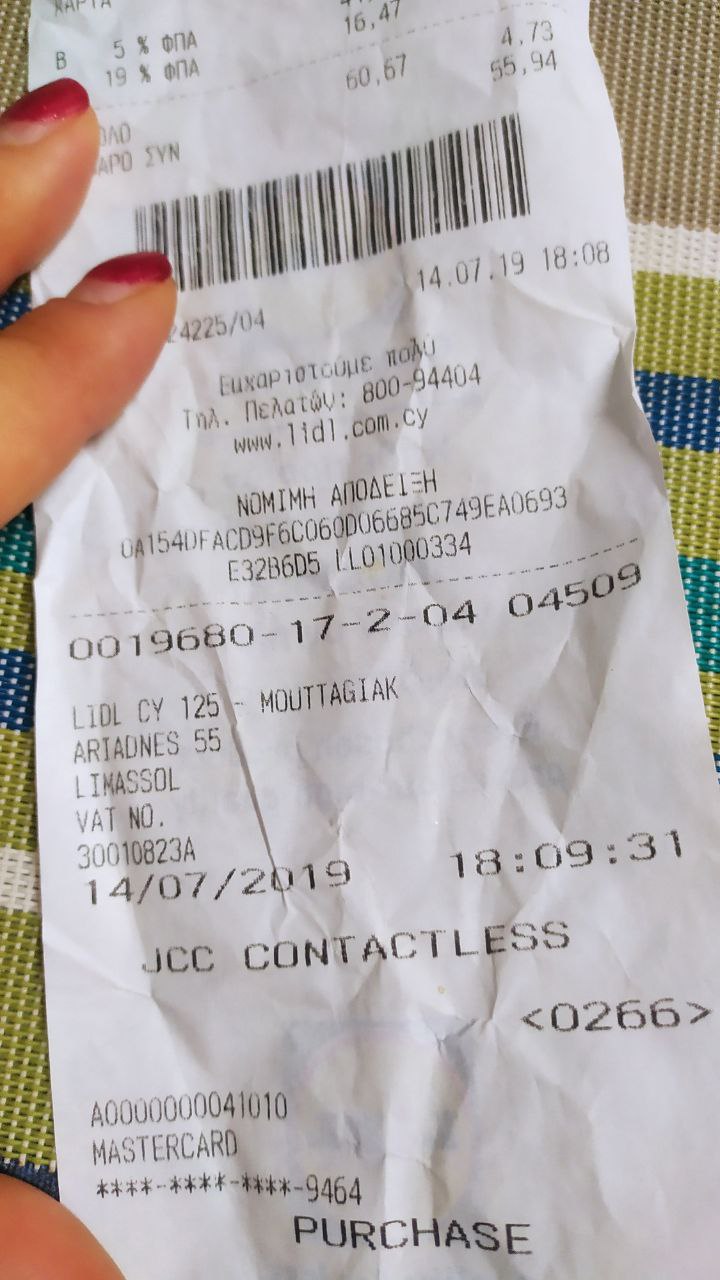 ΚΑΡΤΑ
16,47
B 5 % ΦΠΑ 4,73
19 % ΦΠΑ 60,67 55,94
ΑΡΟ ΣΥΝ
24225/04 14.07.19 18:08
Ευχαριστούμε πολύ
Τηλ. Πελατών: 800-94404
www.lidl.com.cy
ΝΟΜΙΜΗ ΑΠΟΔΕΙΞΗ
0A154DFACD9F6C060D06685C749EA0693
E32B6D5 LL01000334
0019680-17-2-04 04509
LIDL CY 125 - MOUTTAGIAK
ARIADNES 55
LIMASSOL
VAT NO.
30010823A
14/07/2019 18:09:31
JCC CONTACTLESS
<0266>
A0000000041010
MASTERCARD
****-****-****-9464
PURCHASE